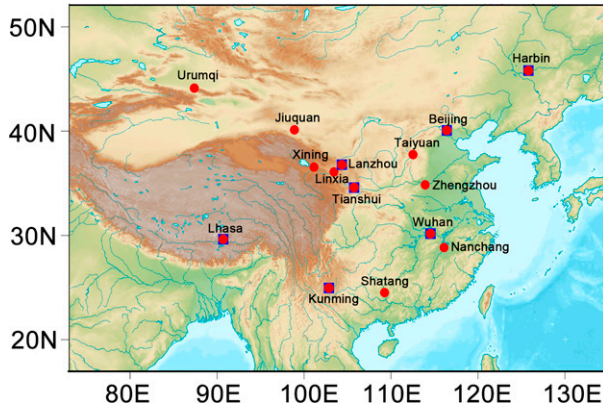 50N
Harbin
Urumqi
Jiuquan
Beijing
40N
Taiyuan
Xining
Lanzhou
Linxia
Zhengzhou
Tianshui
Wuhan
Lhasa
30N
Nanchang
Shatang
Kunming
20N
80E 90E 100E 110E 120E 130E